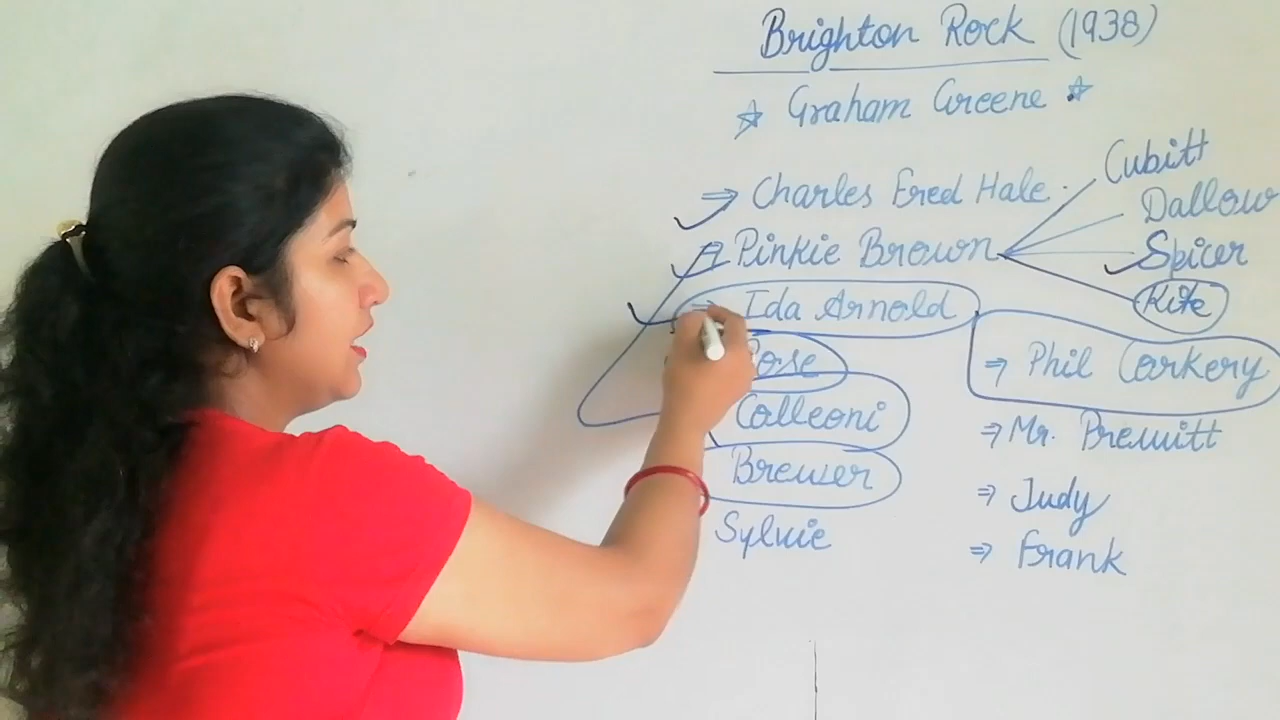 Brighton Rock (1938)
☆ Graham Greene ☆
⇒ Charles Fred Hale
Pinkie Brown
Cubitt
Dallow
Spicer
Kite
⇒ Ida Arnold
Rose
Colleoni
Brewer
Sylvie
⇒ Phil Corkery
⇒ Mr. Prewitt
⇒ Judy
⇒ Frank